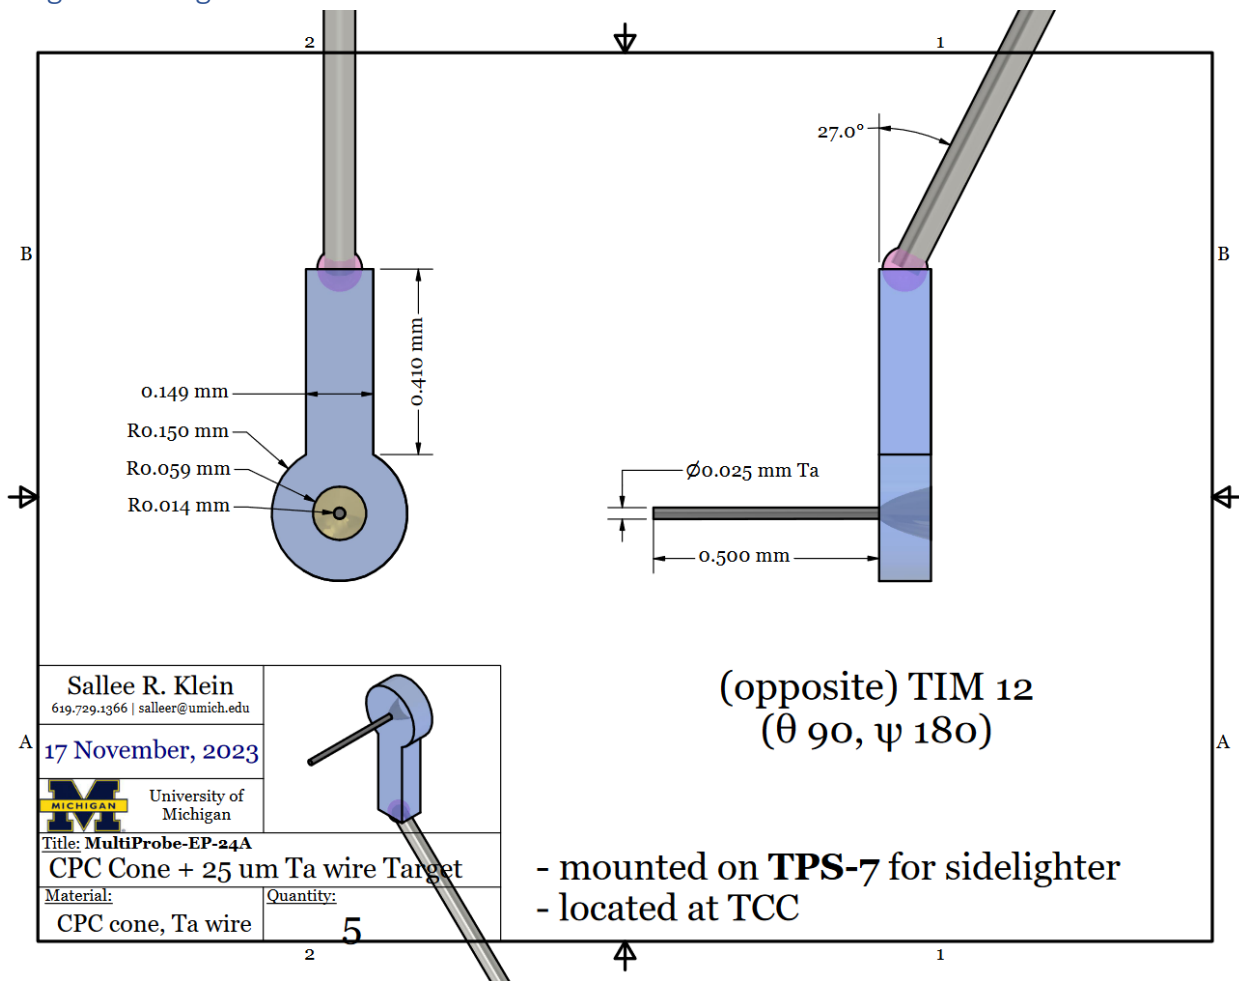 2
1
27.0°
B
B
0.149 mm
0.410 mm
R0.150 mm
R0.059 mm
R0.014 mm
Ø0.025 mm Ta
0.500 mm
Sallee R. Klein
619.729.1366 | salleer@umich.edu
17 November, 2023
MICHIGAN
University of
Michigan
Title: MultiProbe-EP-24A
CPC Cone + 25 um Ta wire Target
Material:
CPC cone, Ta wire
Quantity:
5
(opposite) TIM 12
(θ 90, ψ 180)
A
A
- mounted on TPS-7 for sidelighter
- located at TCC
2
1